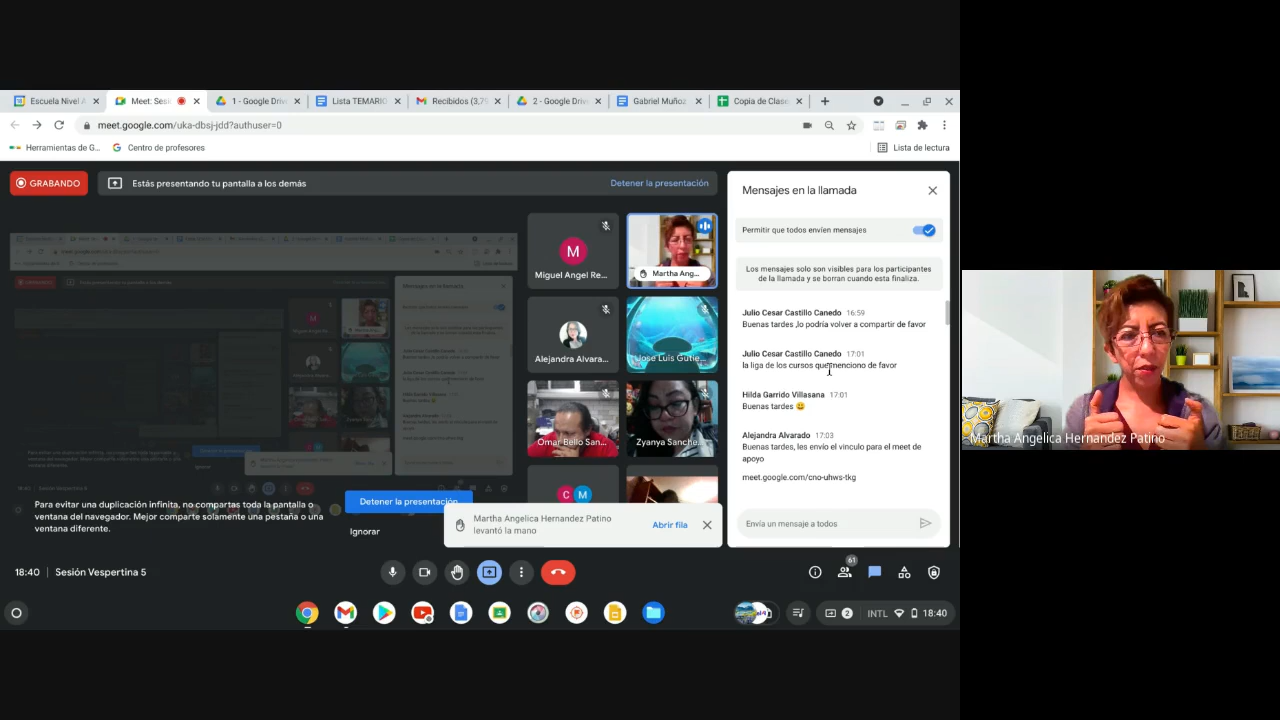 Escuela Nivel A
Meet: Sesi
1 - Google Driv
Lista TEMARIO
Recibidos (3,79
2 - Google Driv
Gabriel Muñoz
Copia de Clase
meet.google.com/uka-dbsj-jdd?authuser=0
Herramientas de G...
Centro de profesores
Lista de lectura
GRABANDO
Estás presentando tu pantalla a los demás
Detener la presentación
Mensajes en la llamada
Permitir que todos envíen mensajes
Los mensajes solo son visibles para los participantes
de la llamada y se borran cuando esta finaliza.
Julio Cesar Castillo Canedo 16:59
Buenas tardes ,lo podría volver a compartir de favor
Julio Cesar Castillo Canedo 17:01
la liga de los cursos que menciono de favor
Hilda Garrido Villasana 17:01
Buenas tardes 😀
Alejandra Alvarado 17:03
Buenas tardes, les envío el vinculo para el meet de
apoyo
meet.google.com/cno-uhws-tkg
Envía un mensaje a todos
M
Miguel Angel Re...
Martha Ang...
Alejandra Alvara...
Jose Luis Gutie...
Omar Bello San...
Zyanya Sanche...
C M
Para evitar una duplicación infinita, no compartas toda la pantalla o
ventana del navegador. Mejor comparte solamente una pestaña o una
ventana diferente.
Detener la presentación
Ignorar
Martha Angelica Hernandez Patino
levantó la mano
Abrir fila
18:40 | Sesión Vespertina 5
61
2
INTL
18:40
Martha Angelica Hernandez Patino